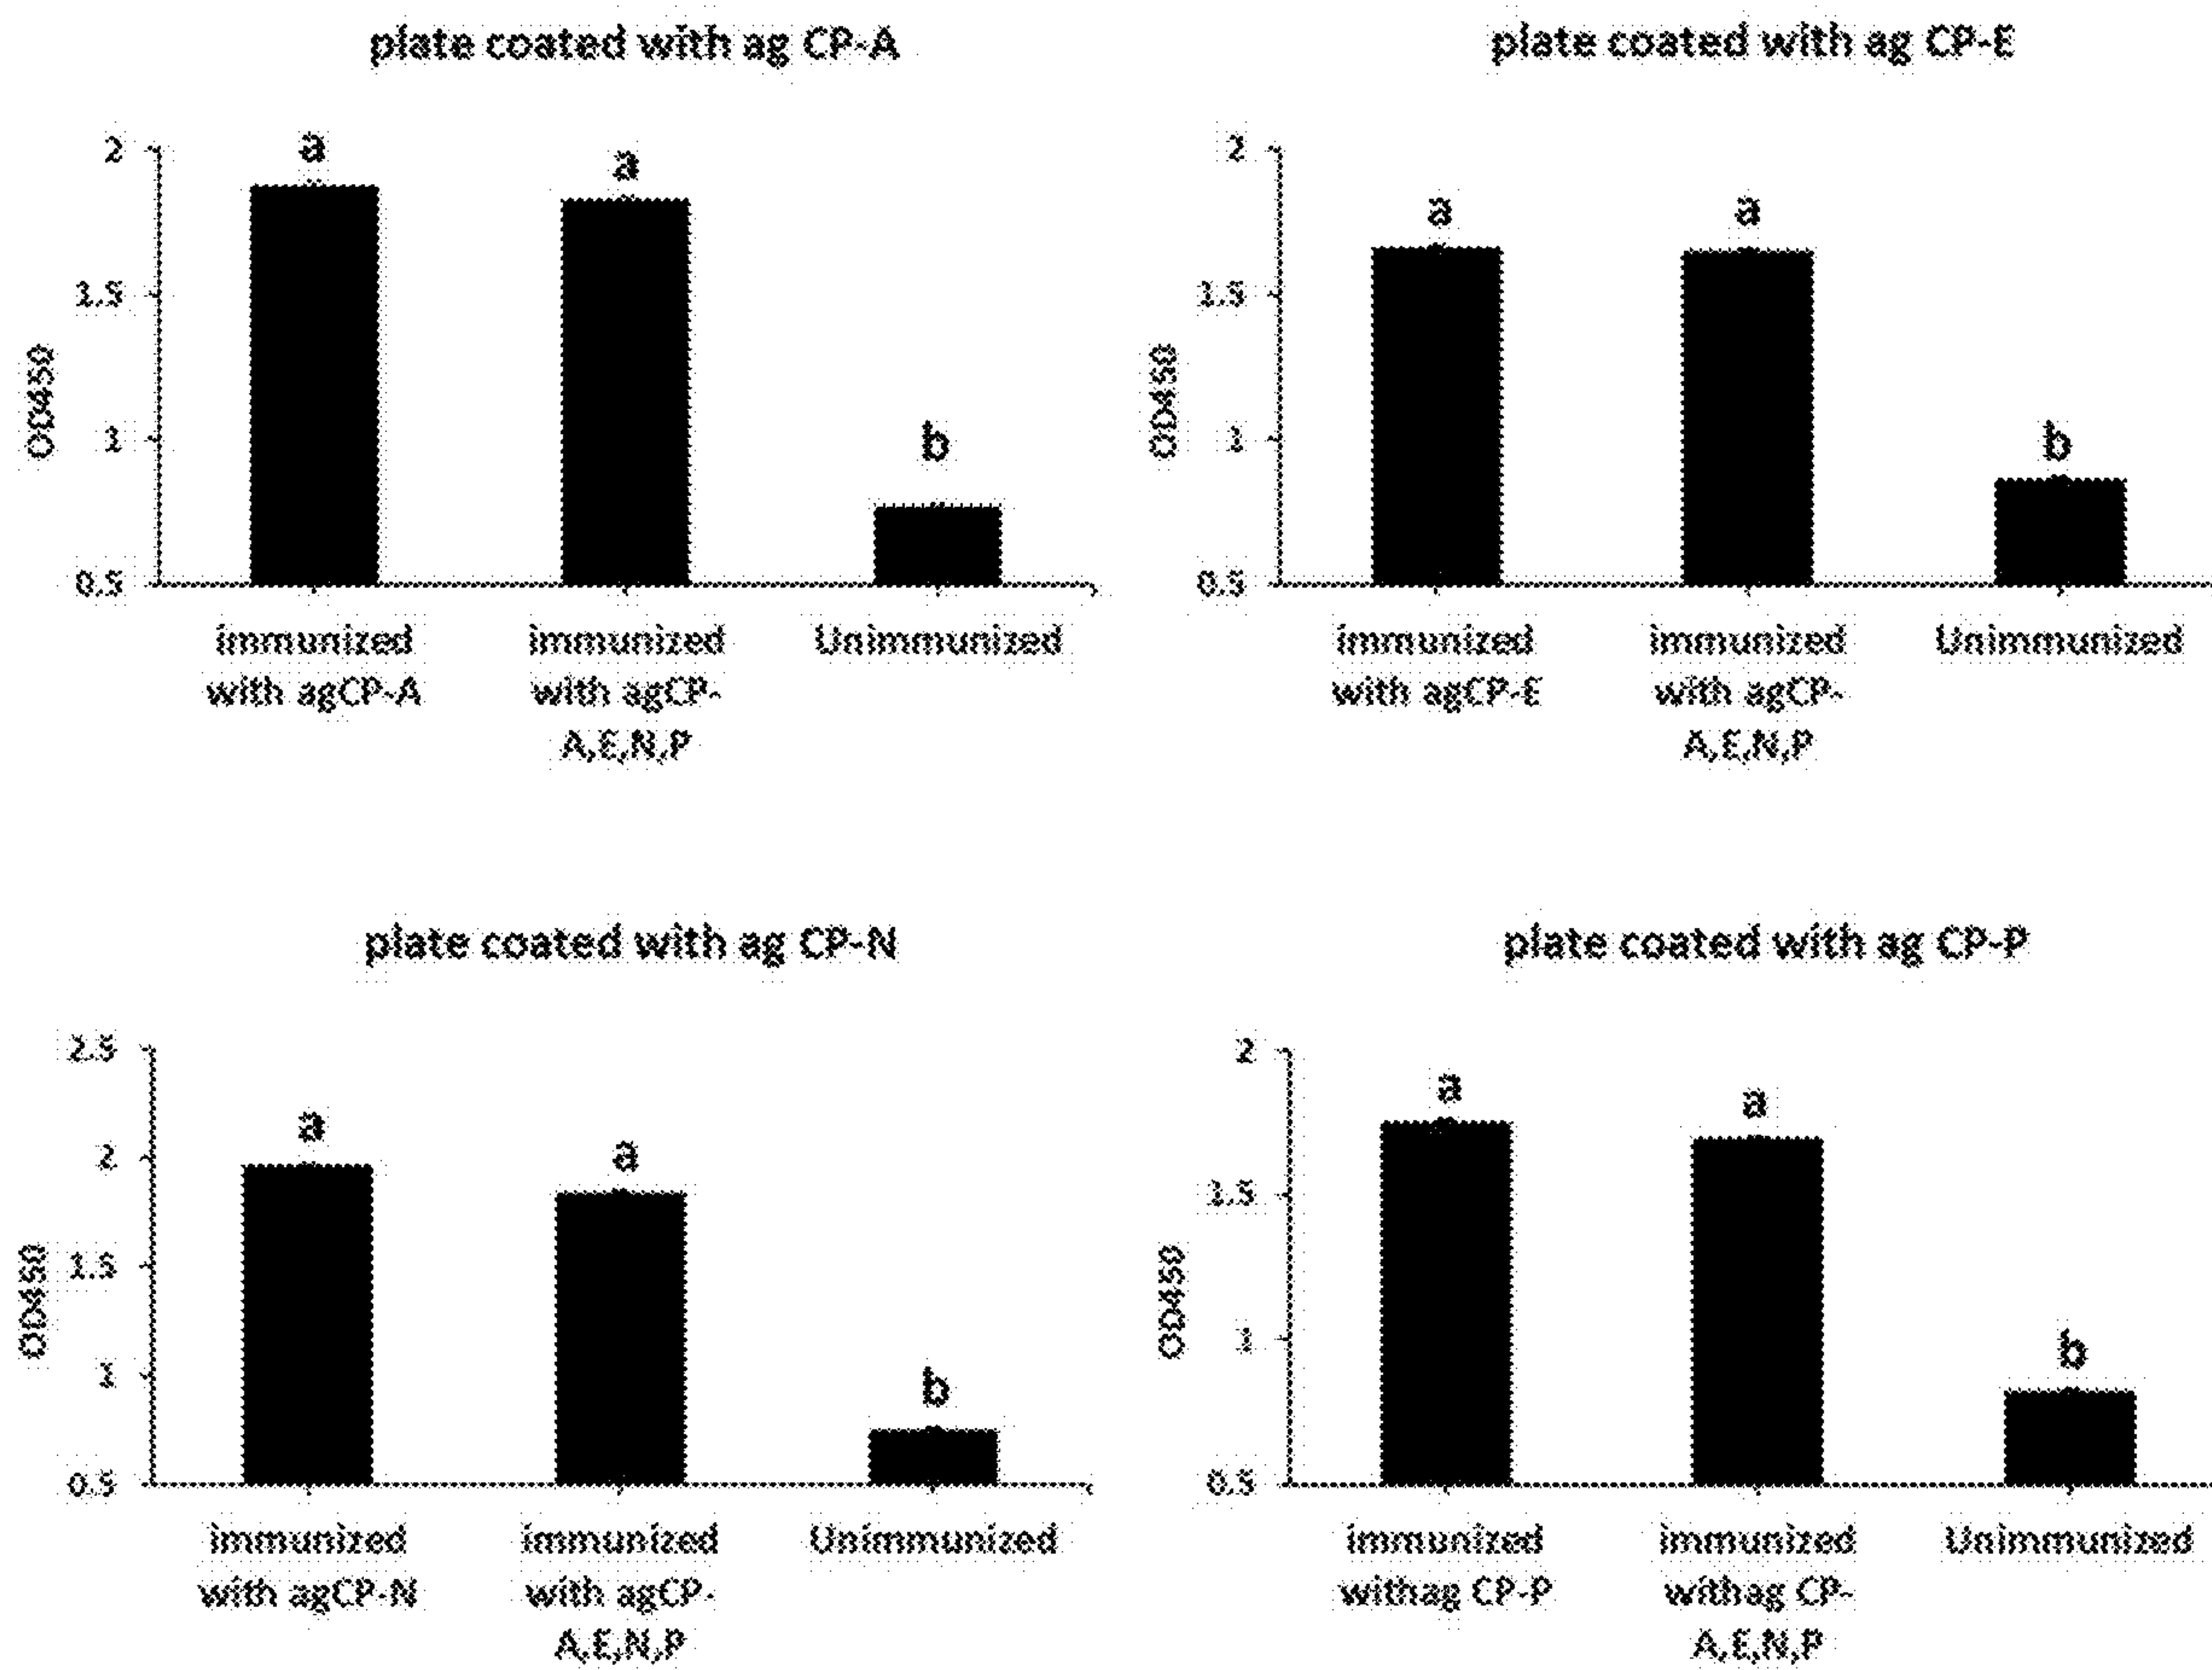 plate coated with ag CP-A
2
1.5
1
0.5
OD450
a
a
b
immunized
with agCP-A
immunized
with agCP-
A,E,N,P
Unimmunized
plate coated with ag CP-E
2
1.5
1
0.5
OD450
a
a
b
immunized
with agCP-E
immunized
with agCP-
A,E,N,P
Unimmunized
plate coated with ag CP-N
2.5
2
1.5
1
0.5
OD450
a
a
b
immunized
with agCP-N
immunized
with agCP-
A,E,N,P
Unimmunized
plate coated with ag CP-P
2
1.5
1
0.5
OD450
a
a
b
immunized
withag CP-P
immunized
withag CP-
A,E,N,P
Unimmunized